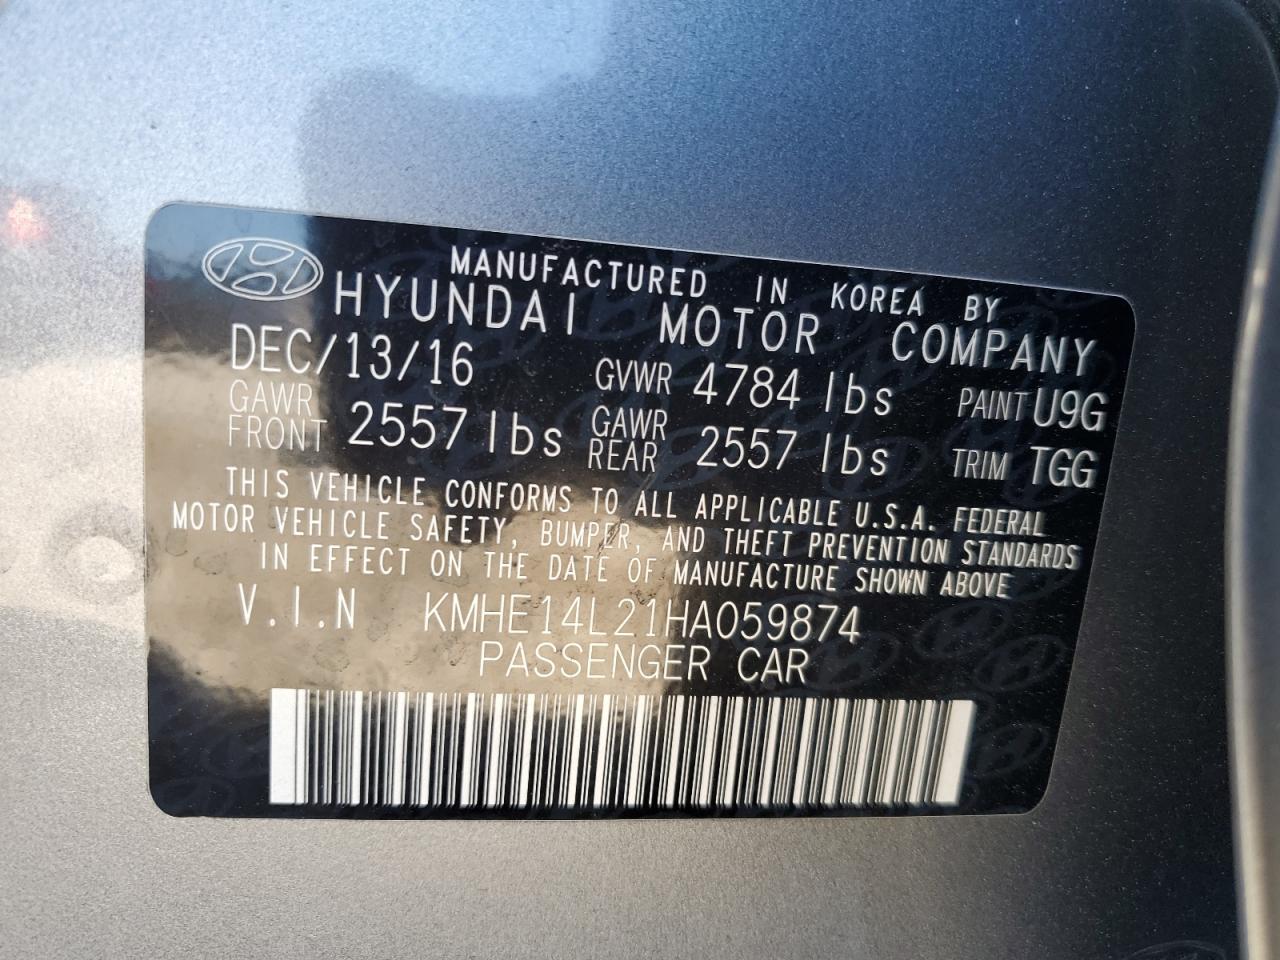 MANUFACTURED IN KOREA BY
HYUNDAI MOTOR COMPANY
DEC/13/16 GVWR 4784 lbs PAINT U9G
GAWR FRONT 2557 lbs GAWR REAR 2557 lbs TRIM TGG
THIS VEHICLE CONFORMS TO ALL APPLICABLE U.S.A. FEDERAL
MOTOR VEHICLE SAFETY, BUMPER, AND THEFT PREVENTION STANDARDS
IN EFFECT ON THE DATE OF MANUFACTURE SHOWN ABOVE
V.I.N KMHE14L21HA059874
PASSENGER CAR